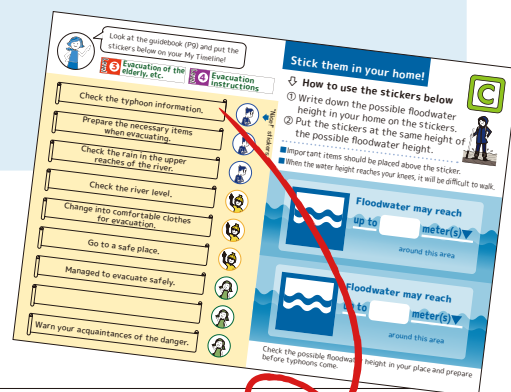 Look at the guidebook (P9) and put the
stickers below on your My Timeline!
3
Evacuation of the
elderly, etc.
4
Evacuation
instructions
Check the typhoon information.
Prepare the necessary items
when evacuating.
Check the rain in the upper
reaches of the river.
Check the river level.
Change into comfortable clothes
for evacuation.
Go to a safe place.
Managed to evacuate safely.
Warn your acquaintances of the danger.
Stick them in your home!
C
How to use the stickers below
① Write down the possible floodwater
height in your home on the stickers.
② Put the stickers at the same height of
the possible floodwater height.
■Important items should be placed above the sticker.
■When the water height reaches your knees, it will be difficult to walk.
Floodwater may reach
up to meter(s)▼
around this area
Floodwater may reach
up to meter(s)▼
around this area
Check the possible floodwater height in your place and prepare
before typhoons come.